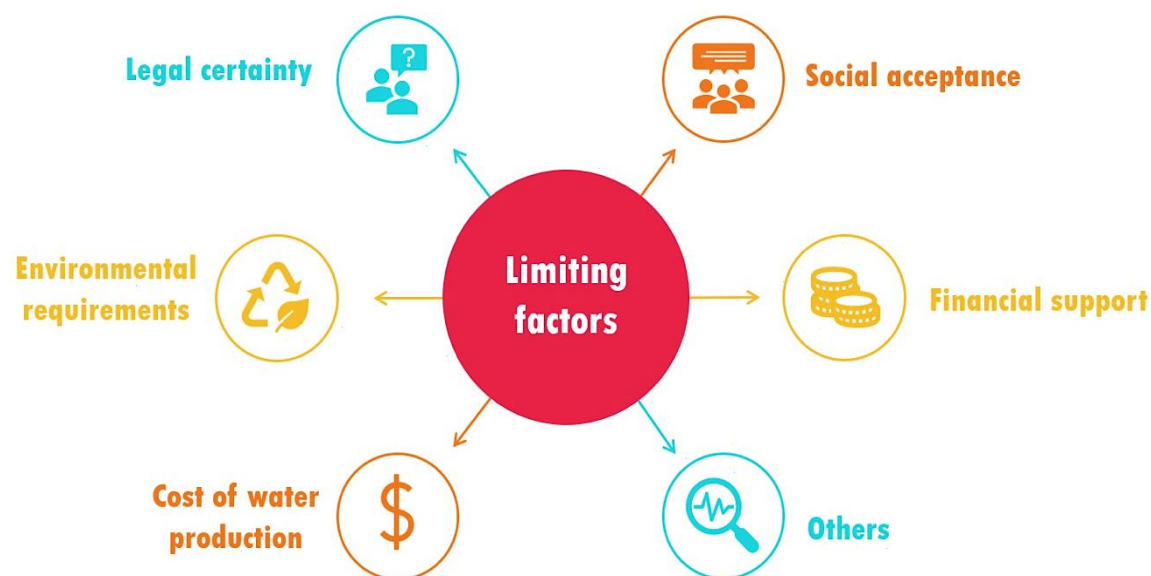 Legal certainty
?
Social acceptance
Environmental
requirements
Limiting
factors
Financial support
Cost of water
production
$
Others